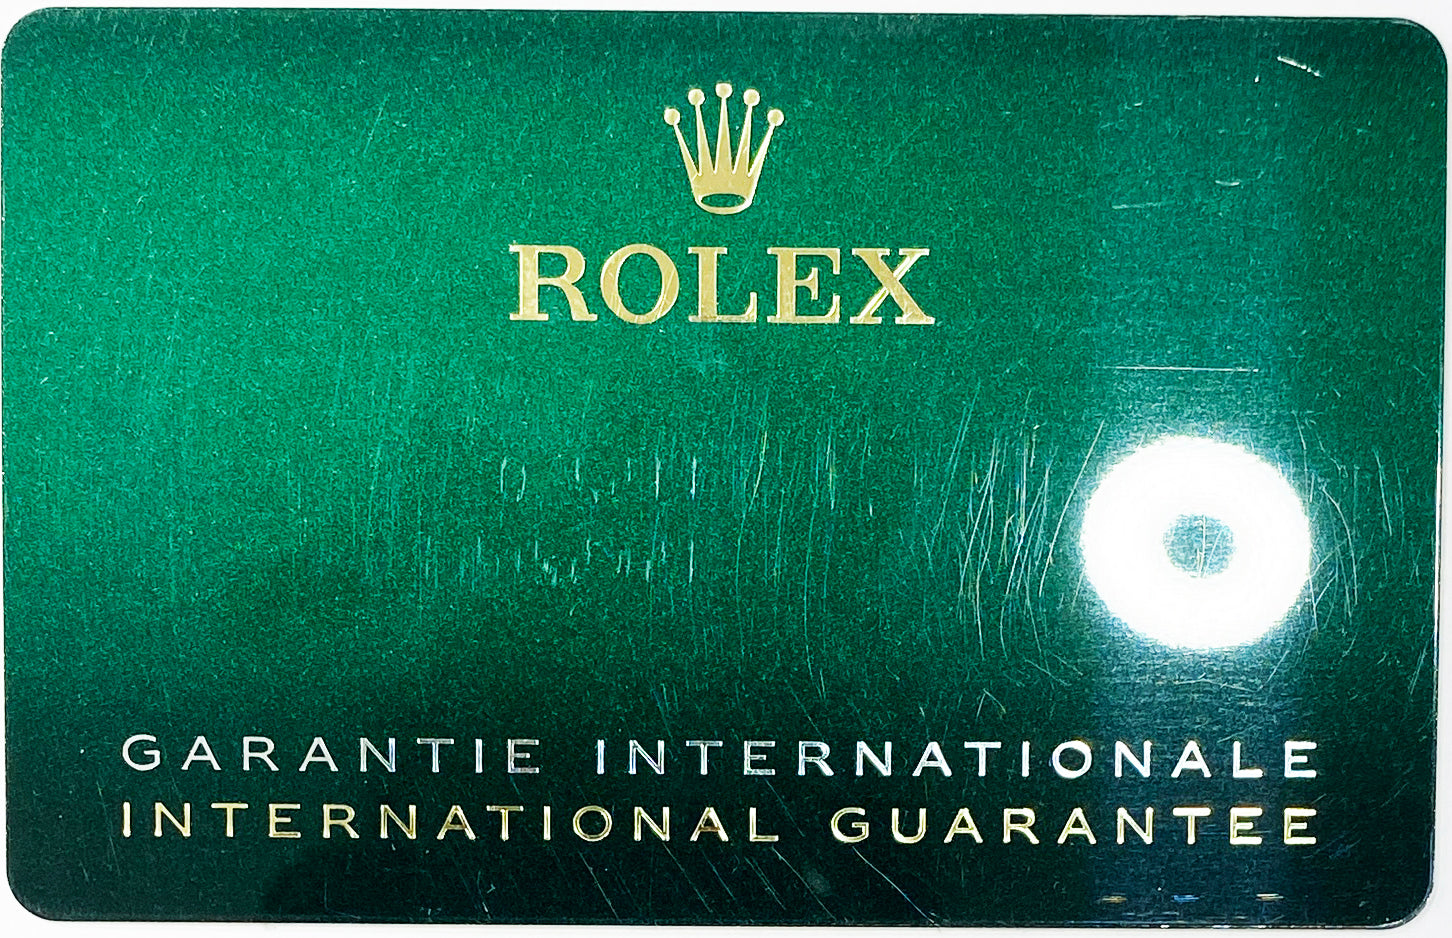 ROLEX
GARANTIE INTERNATIONALE
INTERNATIONAL GUARANTEE